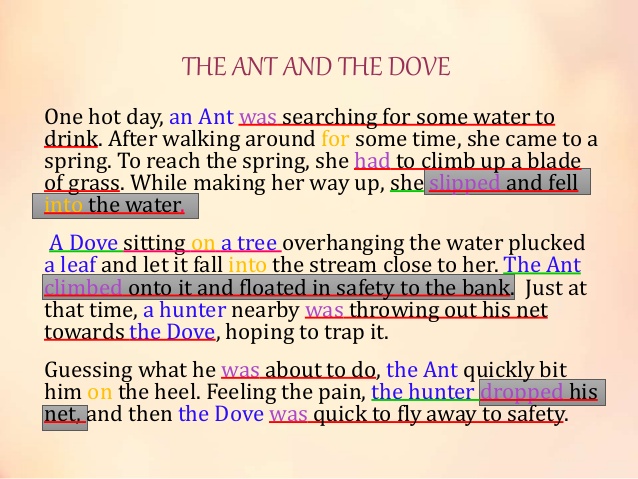 THE ANT AND THE DOVE
One hot day, an Ant was searching for some water to
drink. After walking around for some time, she came to a
spring. To reach the spring, she had to climb up a blade
of grass. While making her way up, she slipped and fell
into the water.
A Dove sitting on a tree overhanging the water plucked
a leaf and let it fall into the stream close to her. The Ant
climbed onto it and floated in safety to the bank. Just at
that time, a hunter nearby was throwing out his net
towards the Dove, hoping to trap it.
Guessing what he was about to do, the Ant quickly bit
him on the heel. Feeling the pain, the hunter dropped his
net, and then the Dove was quick to fly away to safety.